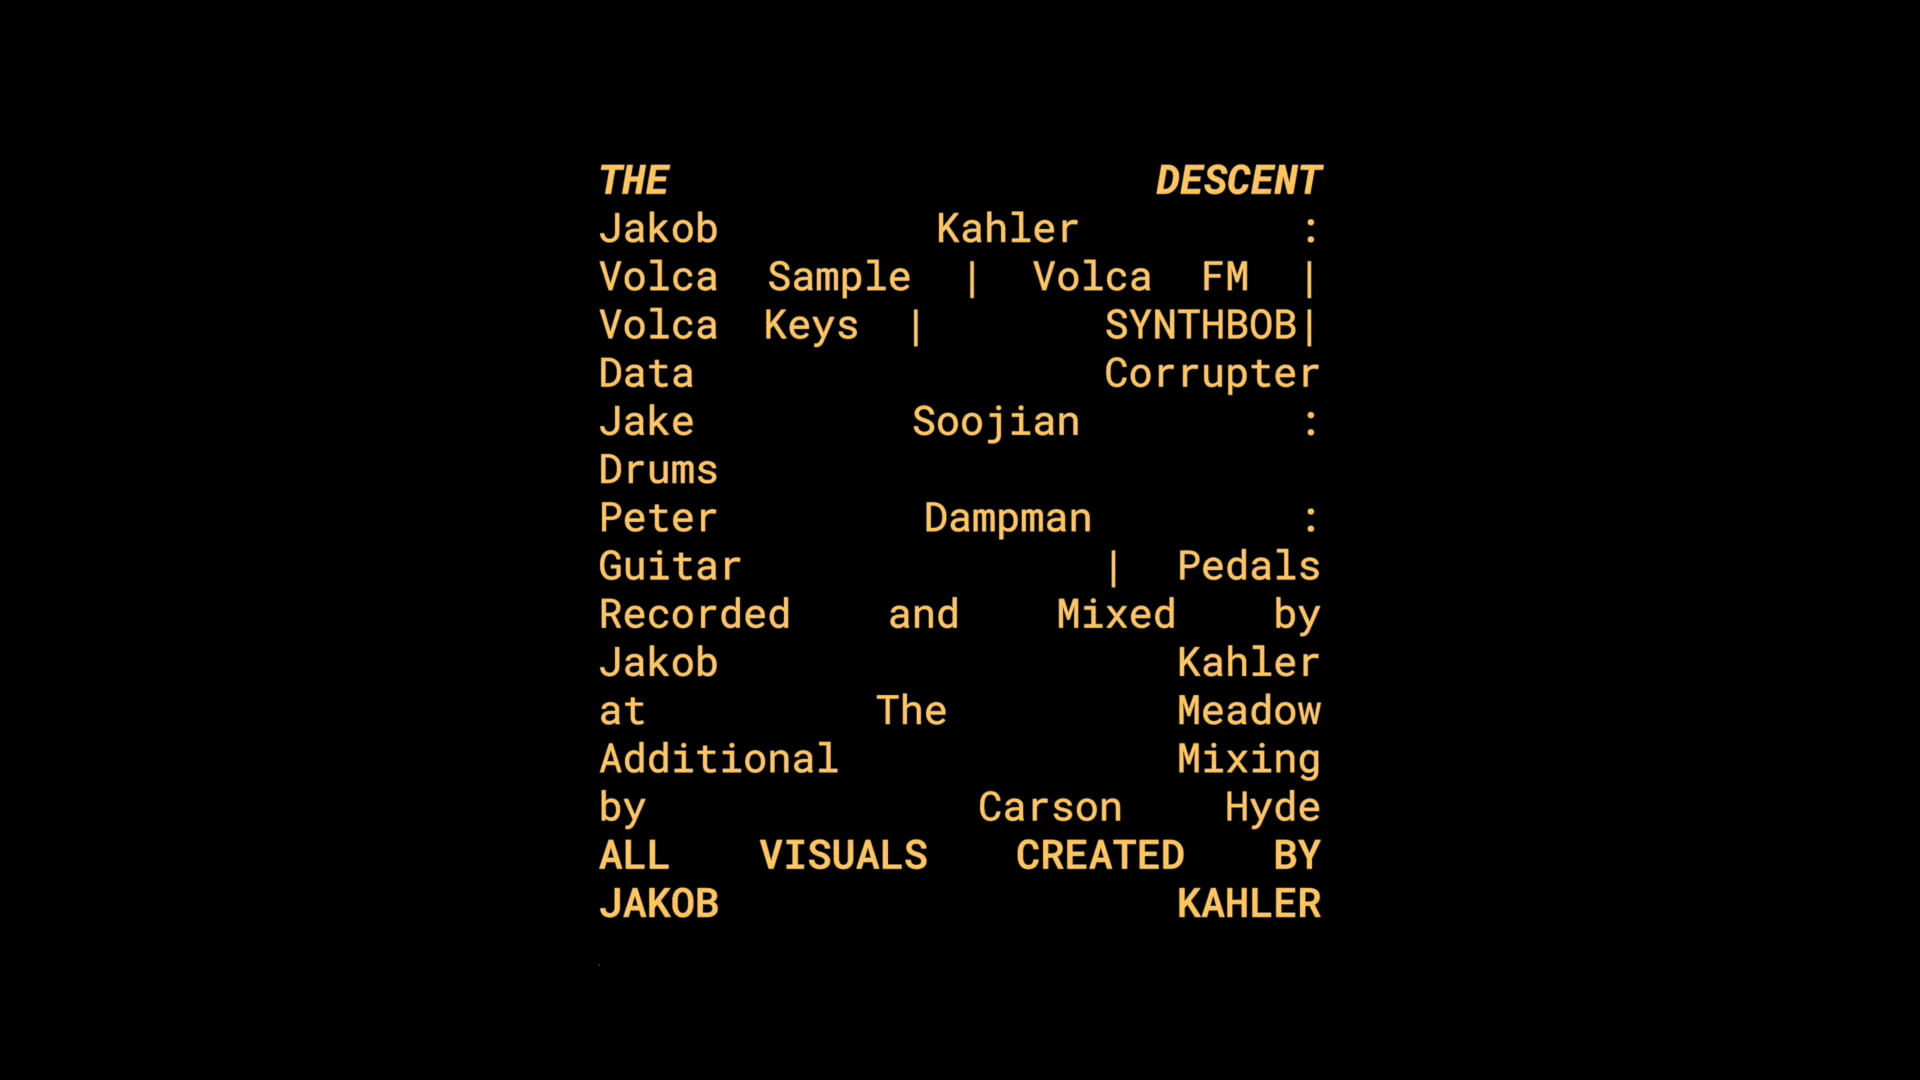 THE DESCENT
Jakob Kahler :
Volca Sample | Volca FM |
Volca Keys | SYNTHBOB|
Data Corrupter
Jake Soojian :
Drums
Peter Dampman :
Guitar | Pedals
Recorded and Mixed by
Jakob Kahler
at The Meadow
Additional Mixing
by Carson Hyde
ALL VISUALS CREATED BY
JAKOB KAHLER